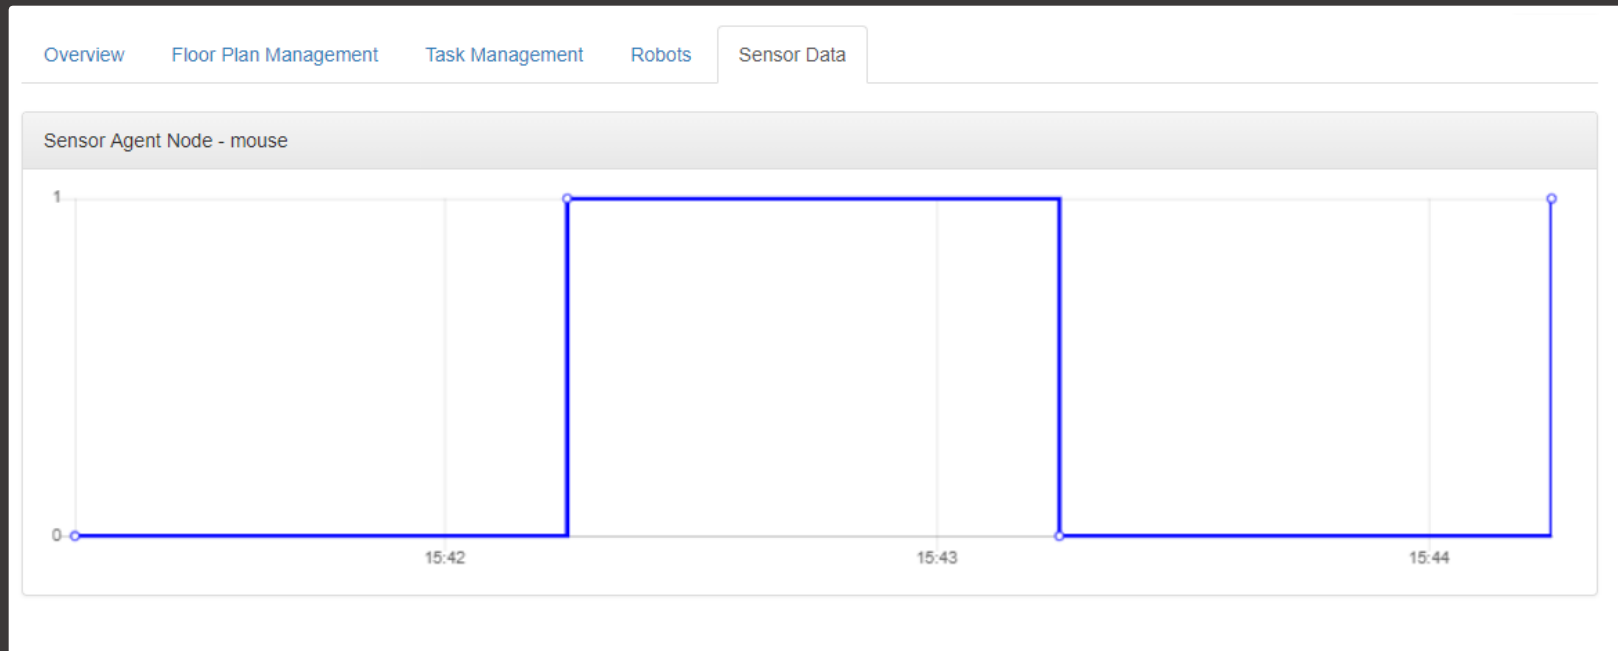 Overview Floor Plan Management Task Management Robots Sensor Data
Sensor Agent Node - mouse
1
0
15:42 15:43 15:44